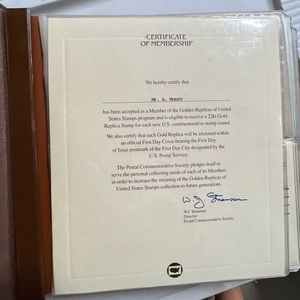 CERTIFICATE
OF MEMBERSHIP
We hereby certify that
Mr. A. Munro
has been accepted as a Member of the Golden Replicas of United
States Stamps program and is eligible to receive a 23kt Gold
Replica Stamp for each new U.S. commemorative stamp issued.
We also certify that each Gold Replica will be enclosed within
an official First Day Cover bearing the First Day
of Issue postmark of the First Day City designated by the
U.S. Postal Service.
The Postal Commemorative Society pledges itself to
serve the personal collecting needs of each of its Members
in order to increase the meaning of the Golden Replicas of
United States Stamps collection to future generations.
Director
Postal Commemorative Society